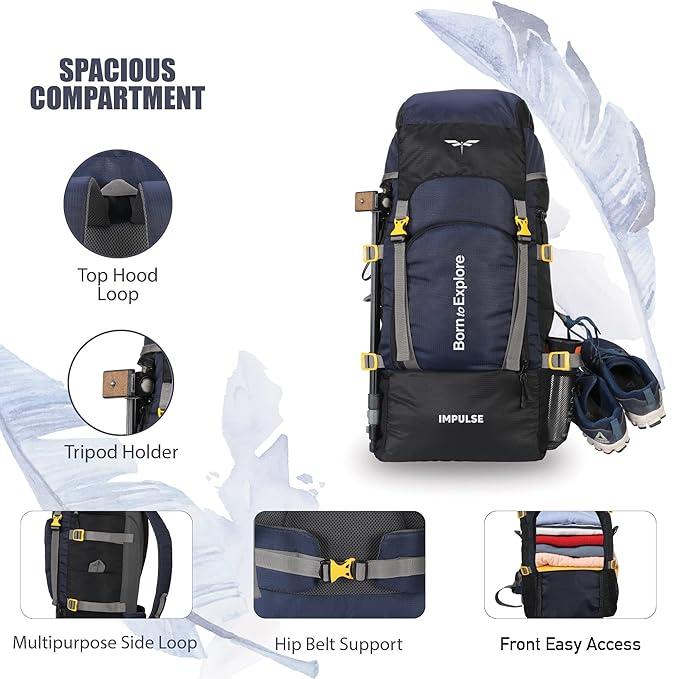 SPACIOUS
COMPARTMENT
Top Hood
Loop
Tripod Holder
Born to Explore
IMPULSE
Multipurpose Side Loop
Hip Belt Support
Front Easy Access